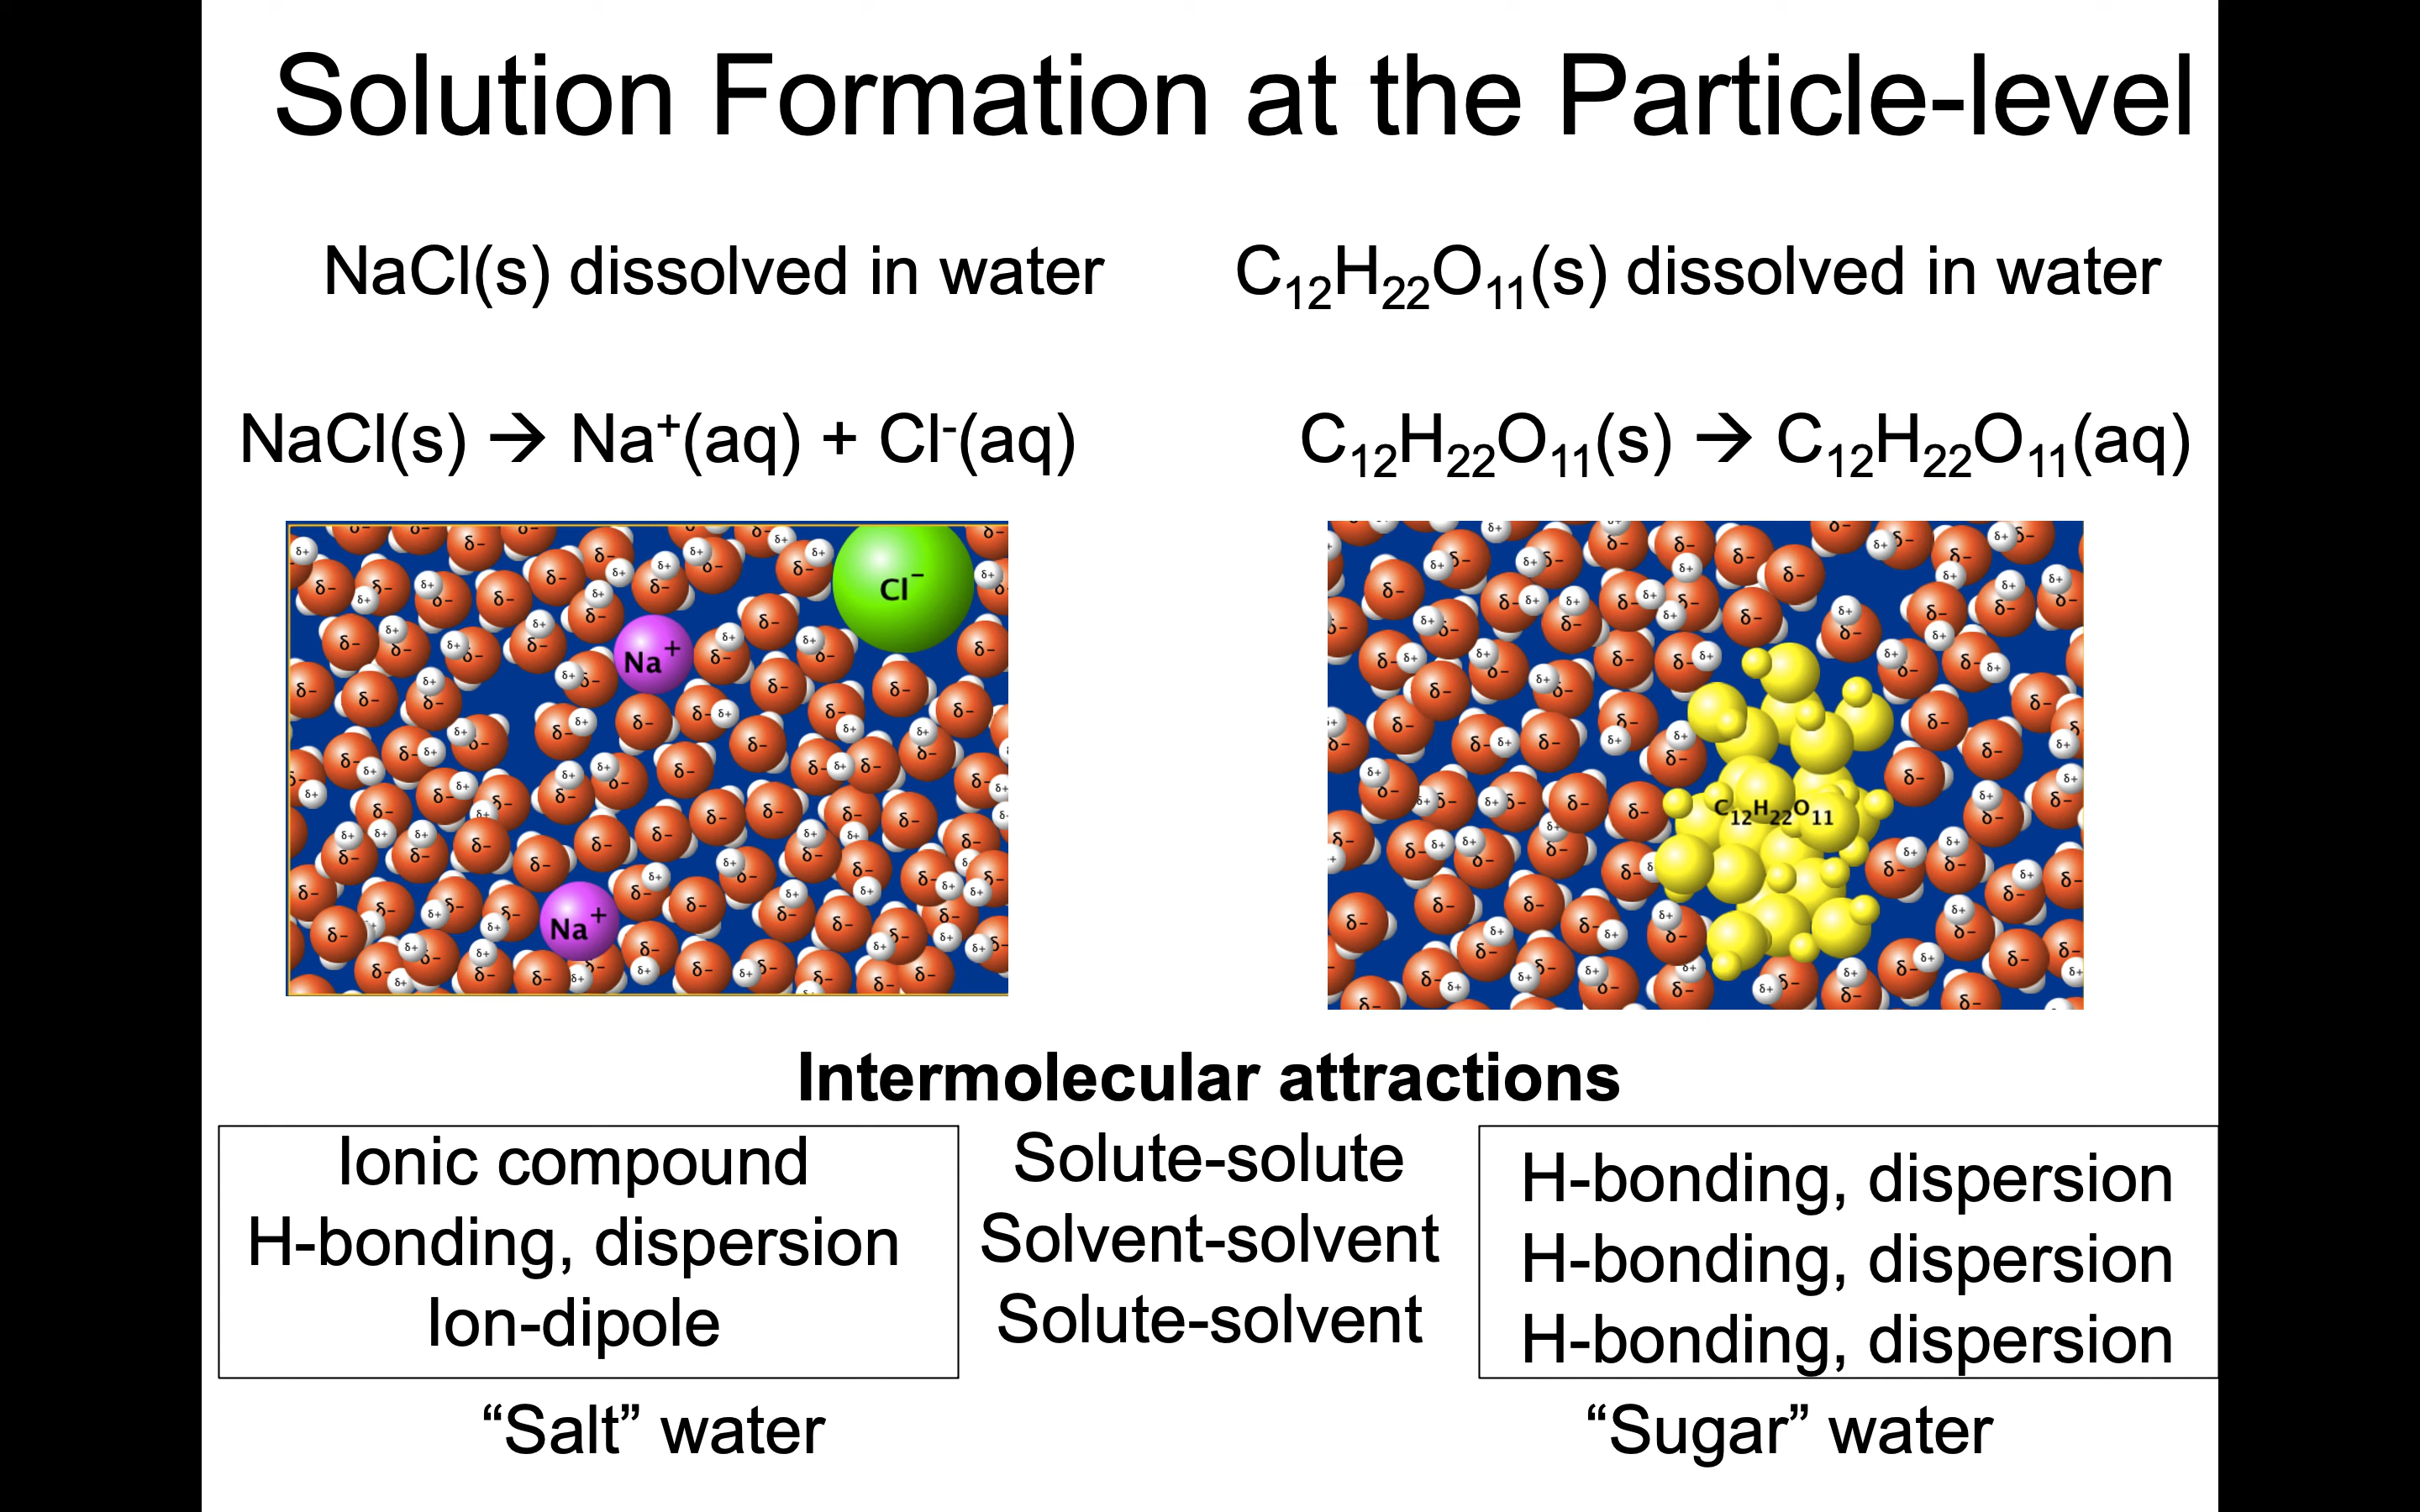 Solution Formation at the Particle-level
NaCl(s) dissolved in water
C₁₂H₂₂O₁₁(s) dissolved in water
NaCl(s) → Na⁺(aq) + Cl⁻(aq)
C₁₂H₂₂O₁₁(s) → C₁₂H₂₂O₁₁(aq)
Cl⁻
Na⁺
Na⁺
δ−
δ+
C₁₂H₂₂O₁₁
δ−
δ+
Intermolecular attractions
Ionic compound
H-bonding, dispersion
Ion-dipole
Solute-solute
Solvent-solvent
Solute-solvent
H-bonding, dispersion
H-bonding, dispersion
H-bonding, dispersion
“Salt” water
“Sugar” water